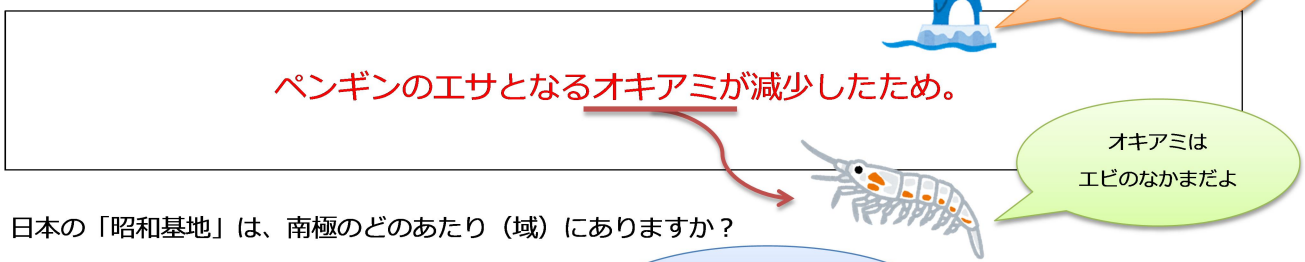 ペンギンのエサとなるオキアミが減少したため。
オキアミは
エビのなかまだよ
日本の「昭和基地」は、南極のどのあたり（域）にありますか？